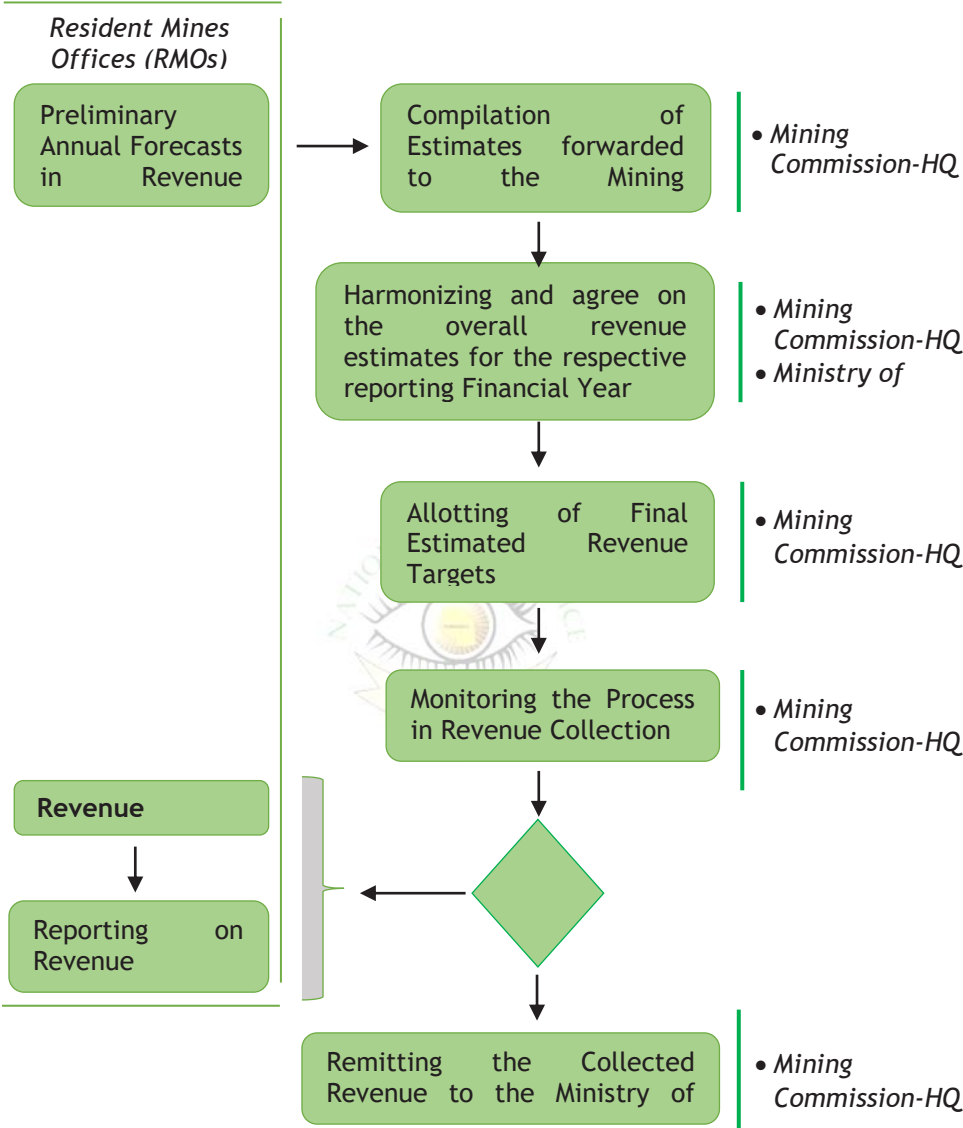 Resident Mines
Offices (RMOs)
Preliminary
Annual Forecasts
in Revenue
Compilation of
Estimates forwarded
to the Mining
• Mining
Commission-HQ
Harmonizing and agree on
the overall revenue
estimates for the respective
reporting Financial Year
• Mining
Commission-HQ
• Ministry of
Allotting of Final
Estimated Revenue
Targets
• Mining
Commission-HQ
Monitoring the Process
in Revenue Collection
• Mining
Commission-HQ
Revenue
Reporting on
Revenue
Remitting the Collected
Revenue to the Ministry of
• Mining
Commission-HQ